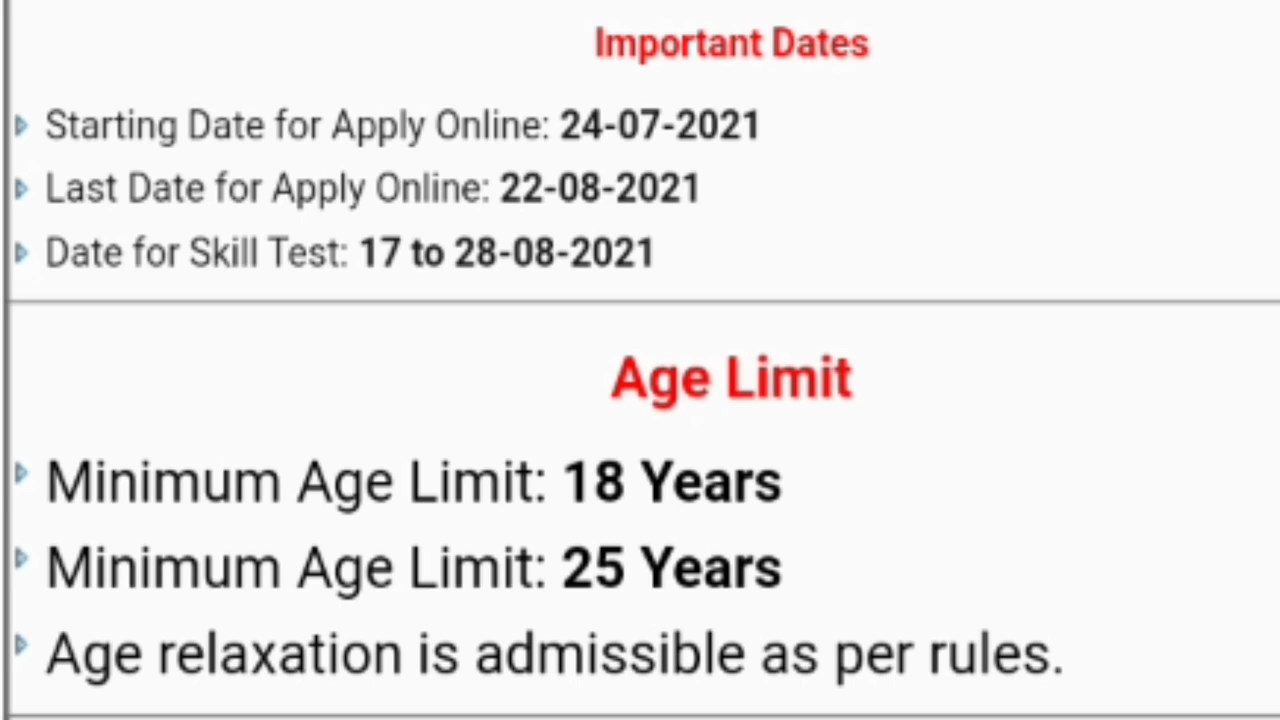 Important Dates
Starting Date for Apply Online: 24-07-2021
Last Date for Apply Online: 22-08-2021
Date for Skill Test: 17 to 28-08-2021
Age Limit
Minimum Age Limit: 18 Years
Minimum Age Limit: 25 Years
Age relaxation is admissible as per rules.